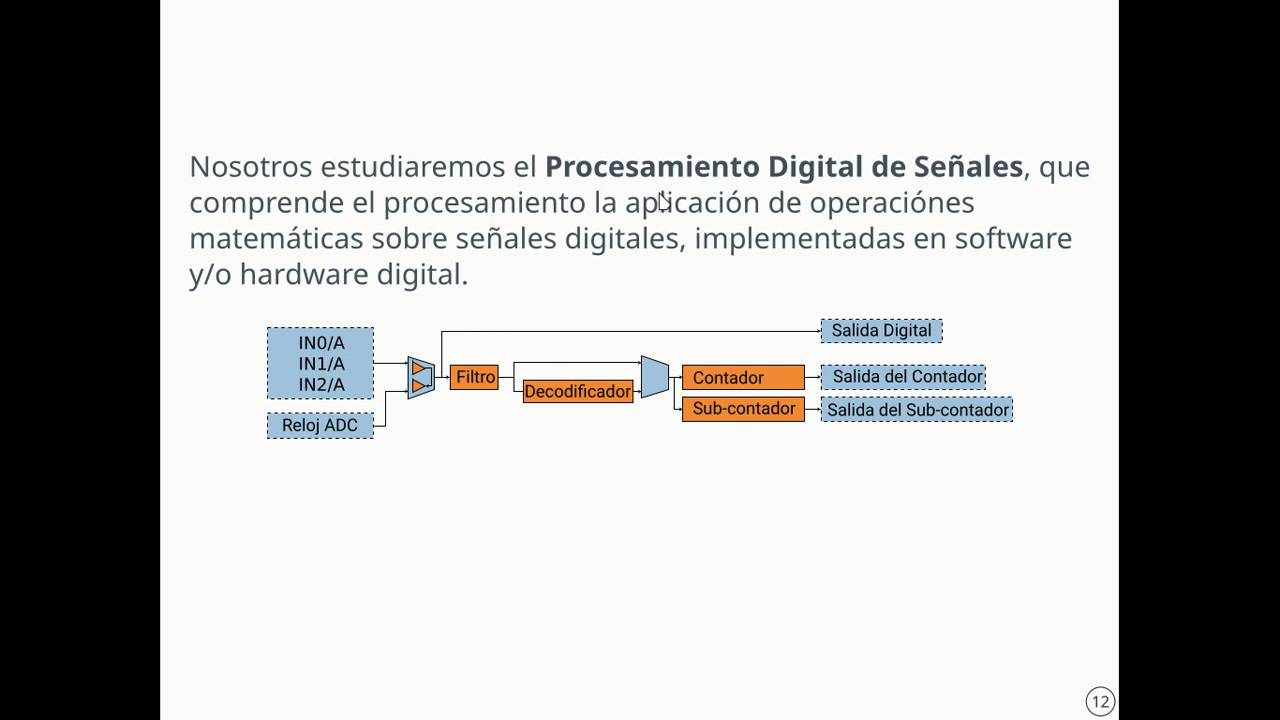 Nosotros estudiaremos el Procesamiento Digital de Señales, que
comprende el procesamiento la aplicación de operaciónes
matemáticas sobre señales digitales, implementadas en software
y/o hardware digital.
IN0/A
IN1/A
IN2/A
Reloj ADC
Filtro
Decodificador
Contador
Sub-contador
Salida Digital
Salida del Contador
Salida del Sub-contador
12